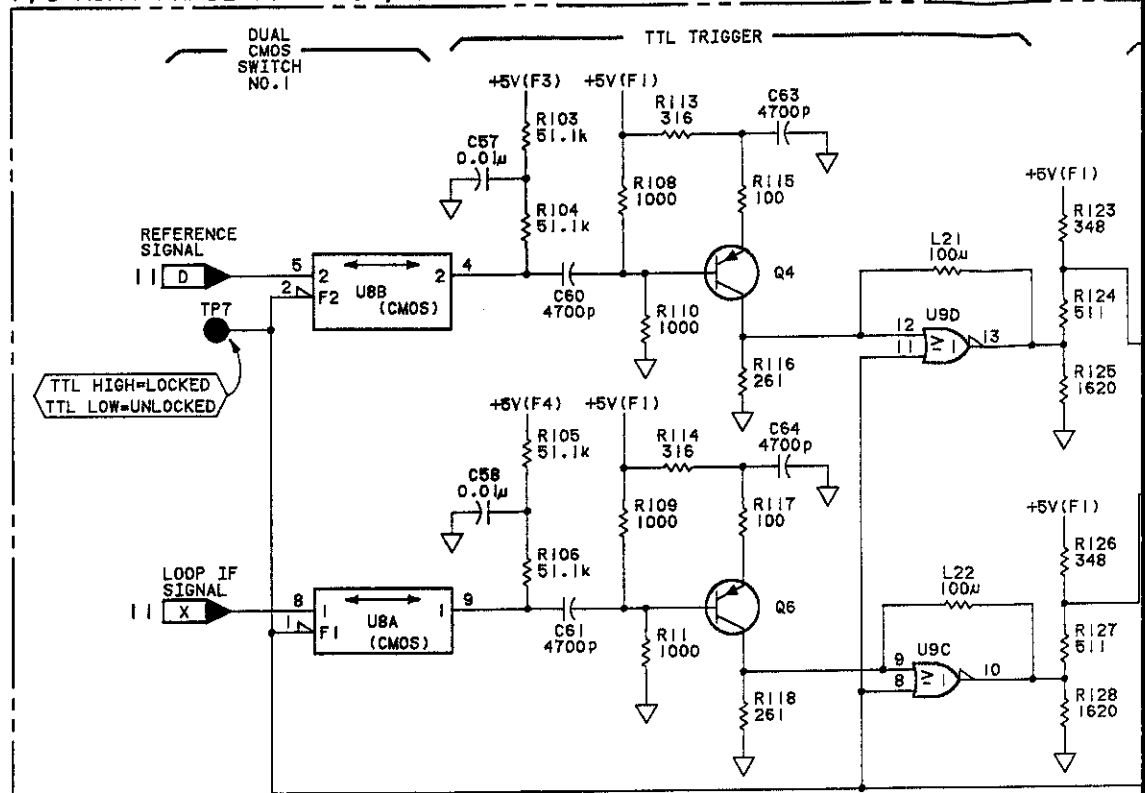 DUAL
CMOS
SWITCH
NO.1
TTL TRIGGER
+5V(F3)
+5V(F1)
R103
51.1k
C57
0.01μ
R104
51.1k
R108
1000
R113
316
C63
4700p
R115
100
REFERENCE
SIGNAL
11 D
5 2 2 4
2 F2
U8B
(CMOS)
TP7
C60
4700p
R110
1000
Q4
R116
261
TTL HIGH=LOCKED
TTL LOW=UNLOCKED
L21
100μ
U9D
12
11
≥1
13
+5V(F1)
R123
348
R124
511
R125
1620
+5V(F4)
+5V(F1)
R105
51.1k
C58
0.01μ
R106
51.1k
R109
1000
R114
316
C64
4700p
R117
100
LOOP IF
SIGNAL
11 X
8 1 1 9
1 F1
U8A
(CMOS)
C61
4700p
R11
1000
Q6
R118
261
L22
100μ
U9C
9
8
≥1
10
+5V(F1)
R126
348
R127
511
R128
1620